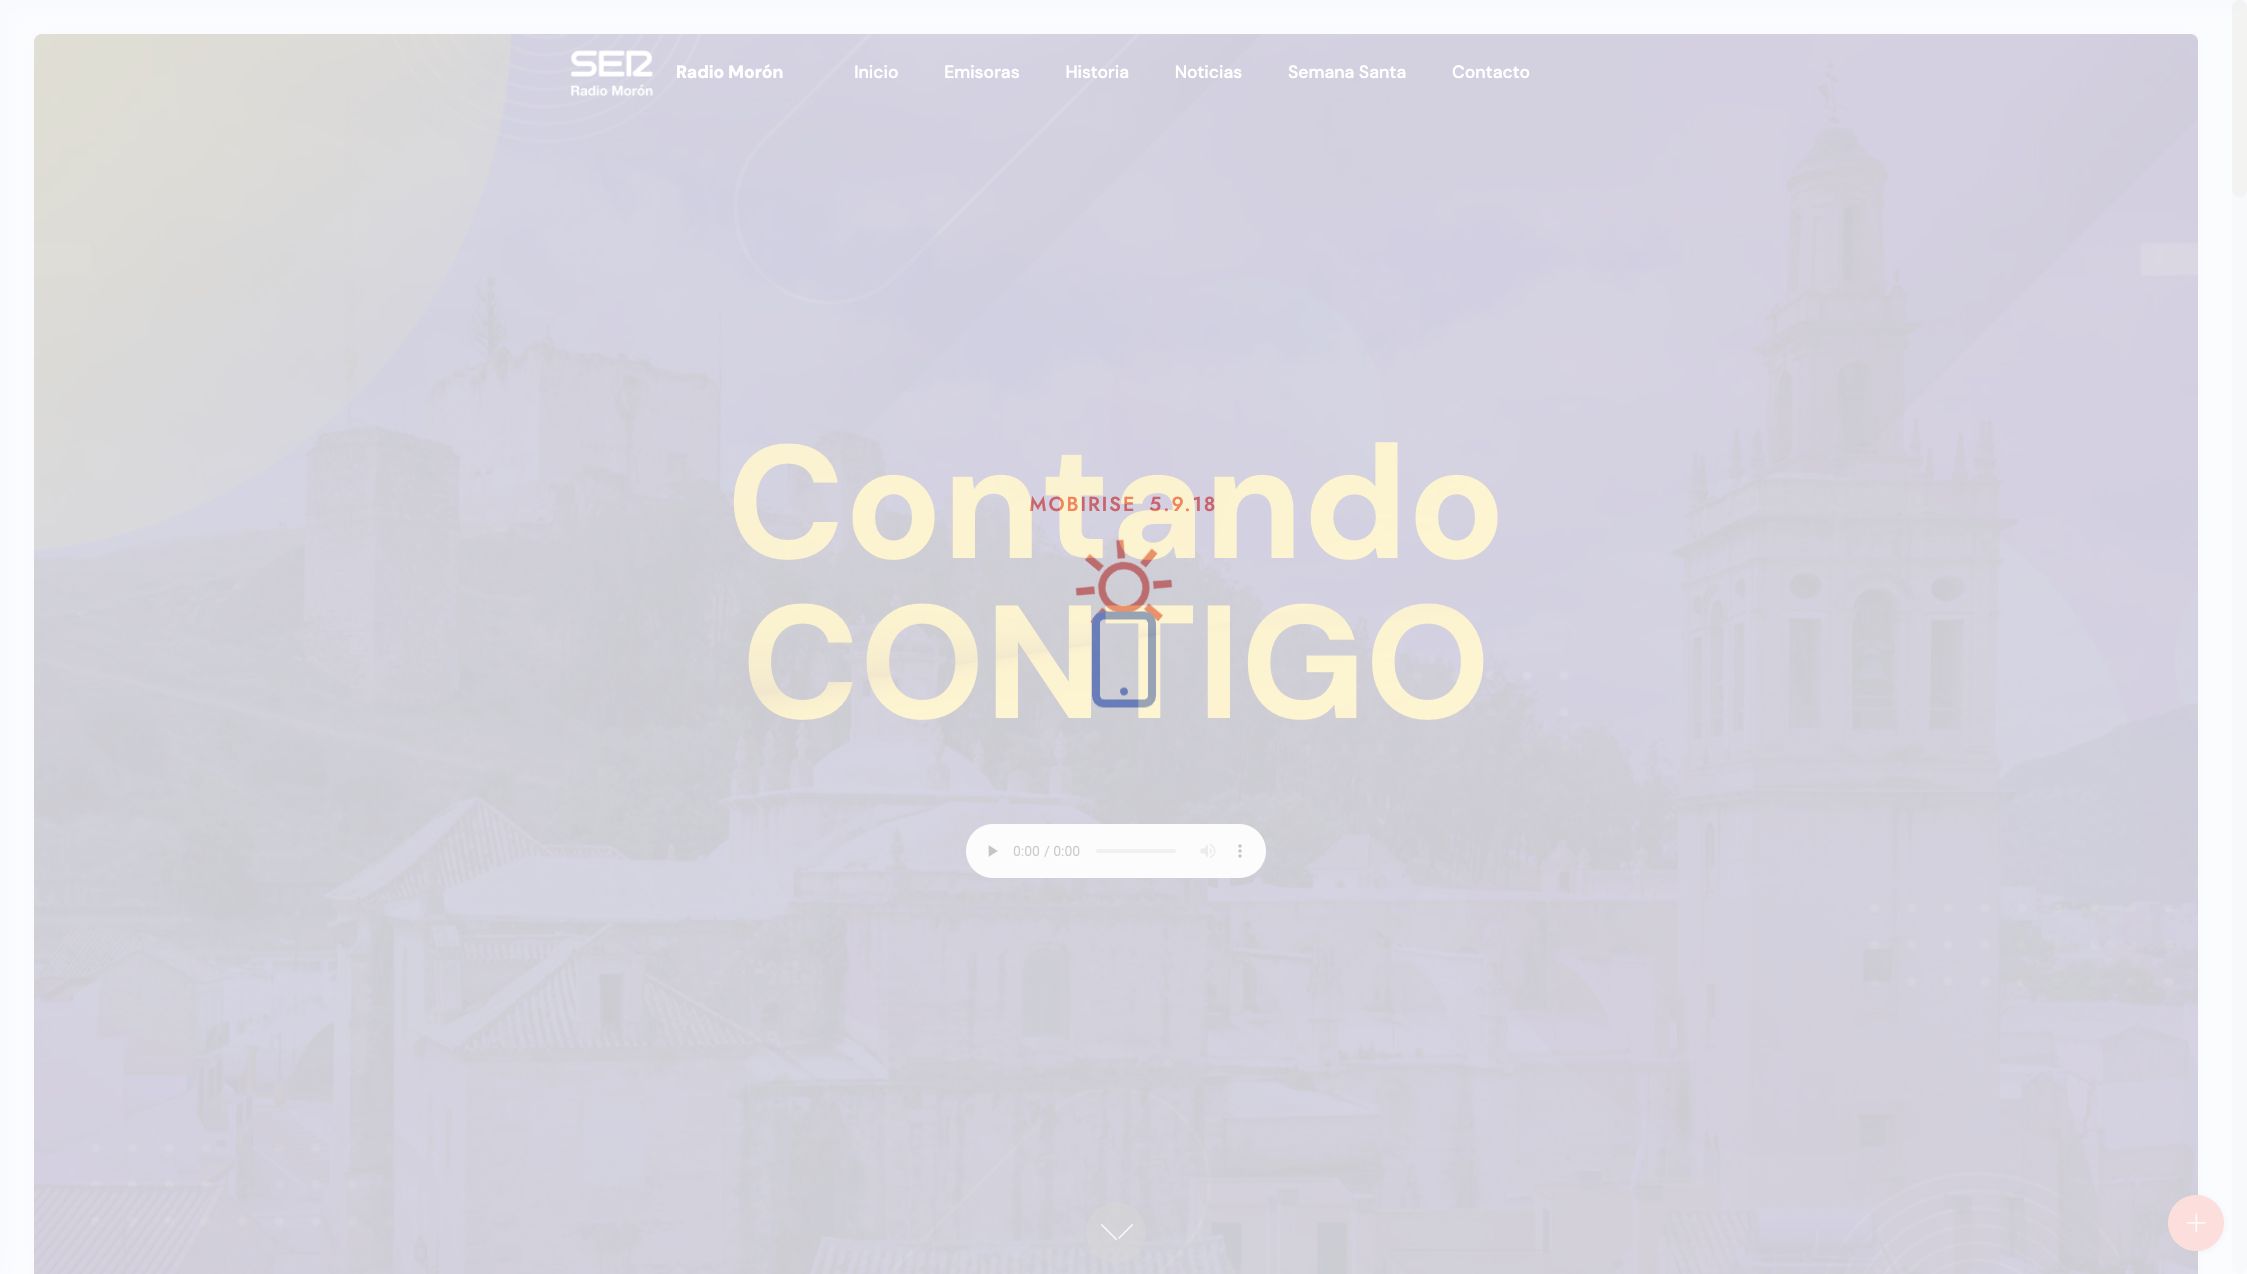 SER
Radio Morón
Radio Morón
Inicio
Emisoras
Historia
Noticias
Semana Santa
Contacto
Contando
MOBIRISE 5.9.18
CONTIGO
0:00 / 0:00